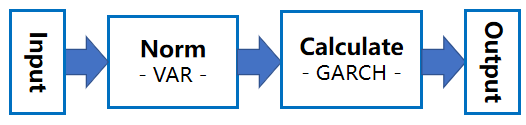 Input
Norm
- VAR -
Calculate
- GARCH -
Output